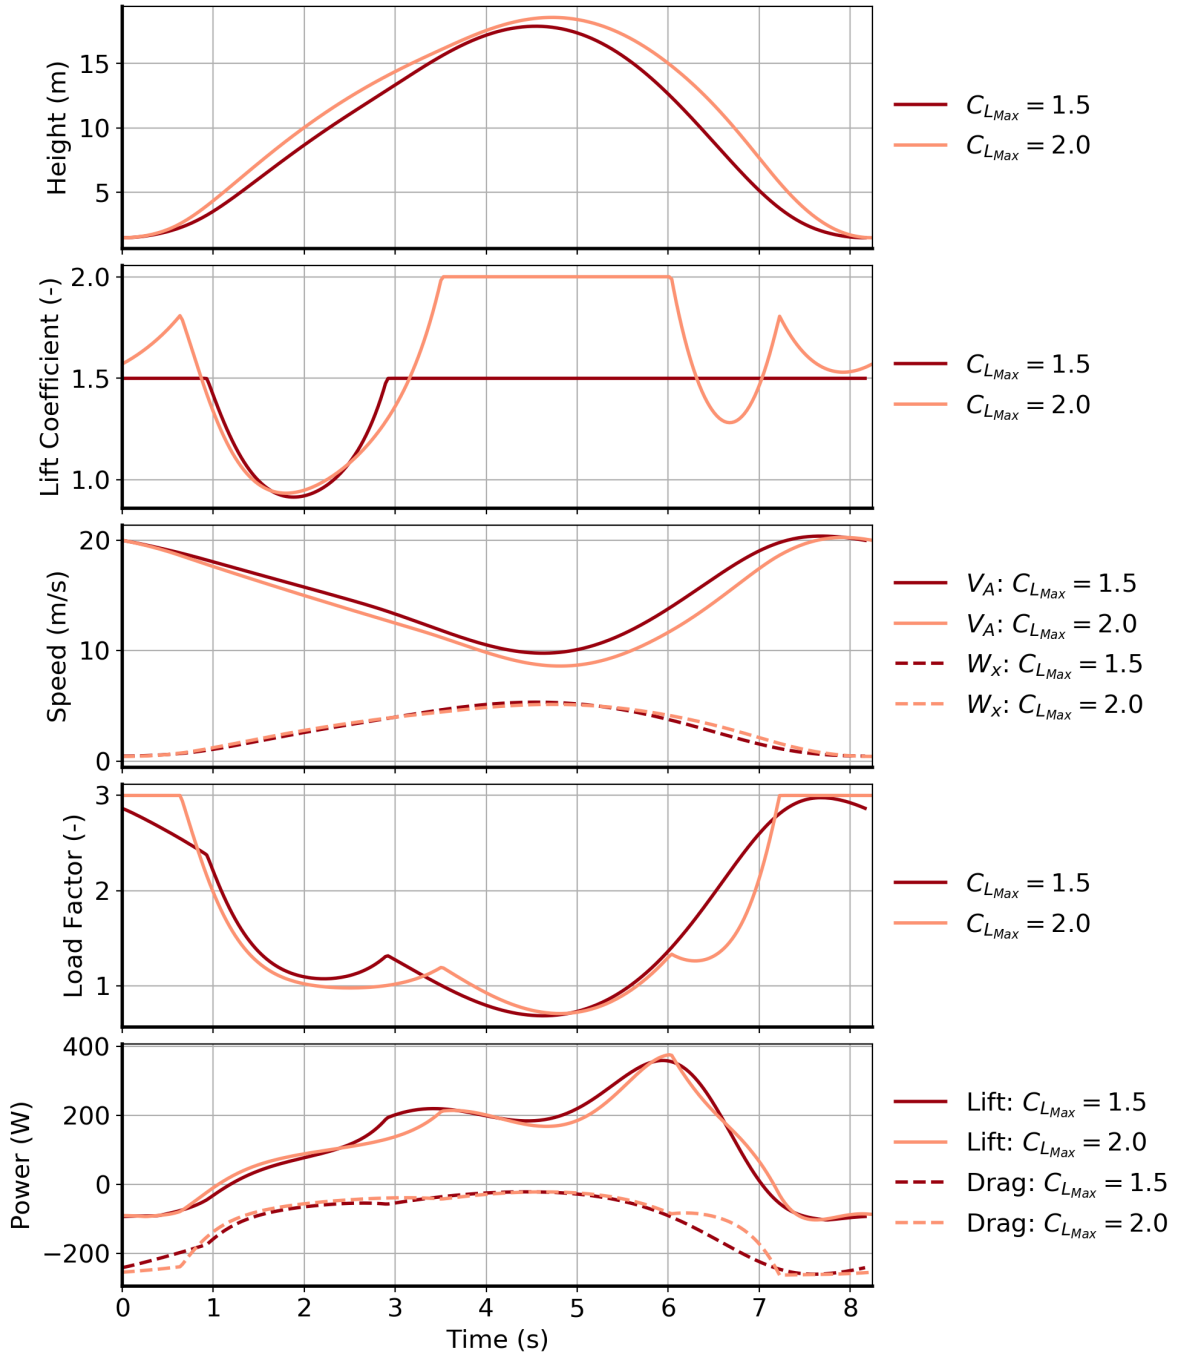 Height (m)
15
10
5
C_{L_{Max}} = 1.5
C_{L_{Max}} = 2.0
Lift Coefficient (-)
2.0
1.5
1.0
C_{L_{Max}} = 1.5
C_{L_{Max}} = 2.0
Speed (m/s)
20
10
0
V_A: C_{L_{Max}} = 1.5
V_A: C_{L_{Max}} = 2.0
W_x: C_{L_{Max}} = 1.5
W_x: C_{L_{Max}} = 2.0
Load Factor (-)
3
2
1
C_{L_{Max}} = 1.5
C_{L_{Max}} = 2.0
Power (W)
400
200
0
−200
Lift: C_{L_{Max}} = 1.5
Lift: C_{L_{Max}} = 2.0
Drag: C_{L_{Max}} = 1.5
Drag: C_{L_{Max}} = 2.0
0 1 2 3 4 5 6 7 8
Time (s)